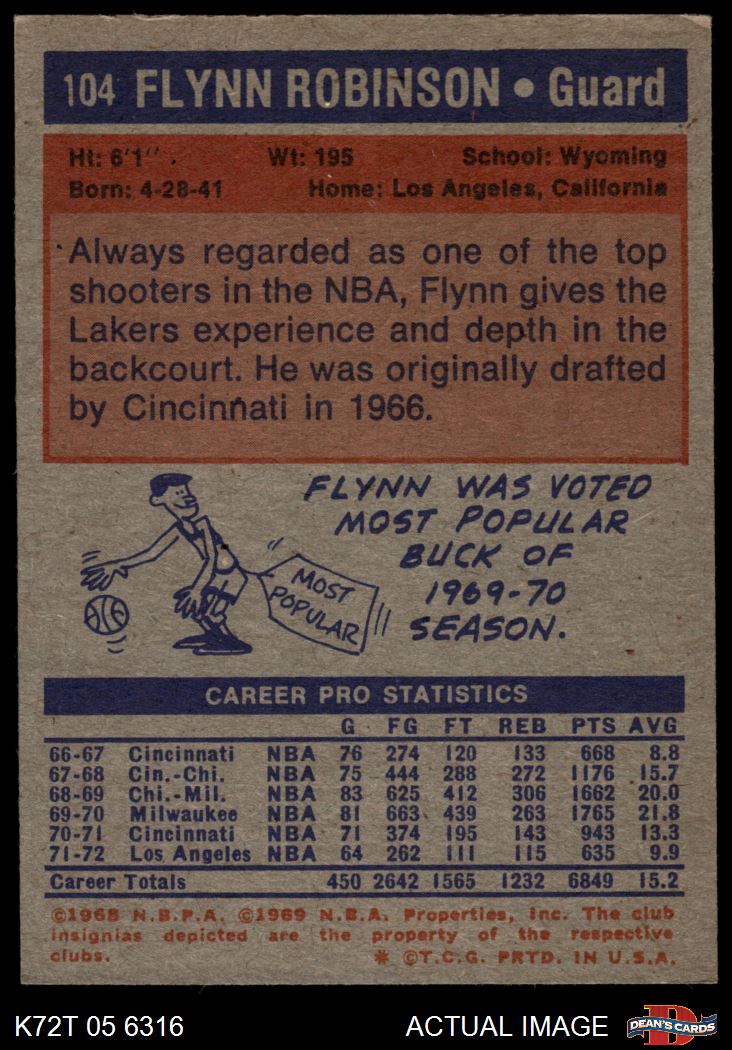 104 FLYNN ROBINSON • Guard
Ht: 6'1" Wt: 195 School: Wyoming
Born: 4-28-41 Home: Los Angeles, California
Always regarded as one of the top
shooters in the NBA, Flynn gives the
Lakers experience and depth in the
backcourt. He was originally drafted
by Cincinnati in 1966.
FLYNN WAS VOTED
MOST POPULAR
BUCK OF
1969-70
SEASON.
MOST
POPULAR
CAREER PRO STATISTICS
G FG FT REB PTS AVG
66-67 Cincinnati NBA 76 274 120 133 668 8.8
67-68 Cin.-Chi. NBA 75 444 288 272 1176 15.7
68-69 Chi.-Mil. NBA 83 625 412 306 1662 20.0
69-70 Milwaukee NBA 81 663 439 263 1765 21.8
70-71 Cincinnati NBA 71 374 195 143 943 13.3
71-72 Los Angeles NBA 64 262 111 115 635 9.9
Career Totals 450 2642 1565 1232 6849 15.2
©1968 N.B.P.A. ©1969 N.B.A. Properties, Inc. The club
insignias depicted are the property of the respective
clubs. * ©T.C.G. PRTD. IN U.S.A.
K72T 05 6316 ACTUAL IMAGE
D
DEAN'S CARDS